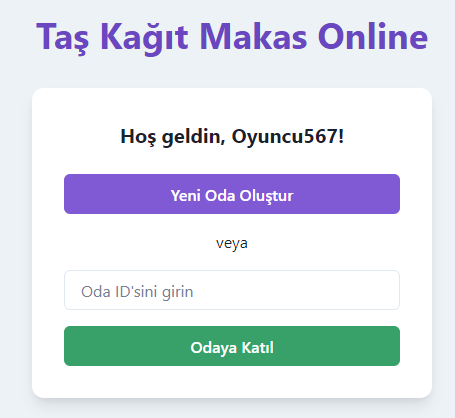 Taş Kağıt Makas Online
Hoş geldin, Oyuncu567!
Yeni Oda Oluştur
veya
Oda ID'sini girin
Odaya Katıl